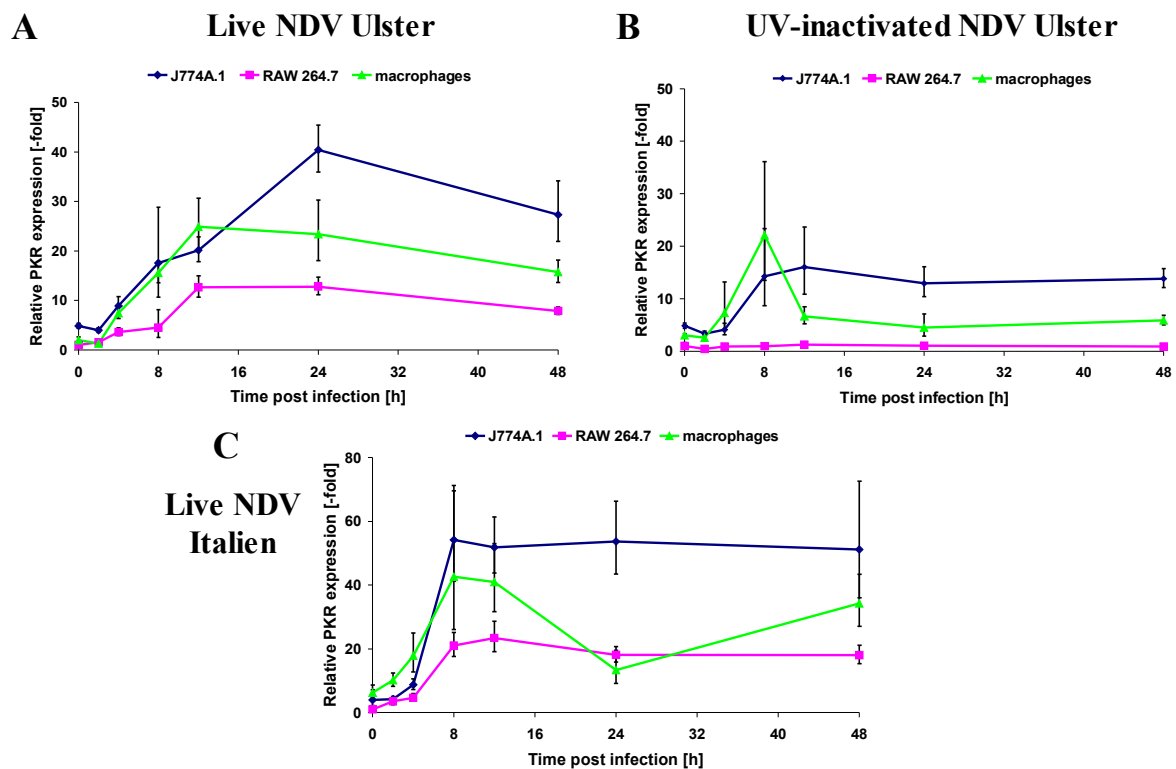 A
Live NDV Ulster
J774A.1 RAW 264.7 macrophages
Relative PKR expression [-fold]
50
40
30
20
10
0
0 8 16 24 32 40 48
Time post infection [h]
B
UV-inactivated NDV Ulster
J774A.1 RAW 264.7 macrophages
Relative PKR expression [-fold]
50
40
30
20
10
0
0 8 16 24 32 40 48
Time post infection [h]
C
Live NDV
Italien
J774A.1 RAW 264.7 macrophages
Relative PKR expression [-fold]
80
60
40
20
0
0 8 16 24 32 40 48
Time post infection [h]